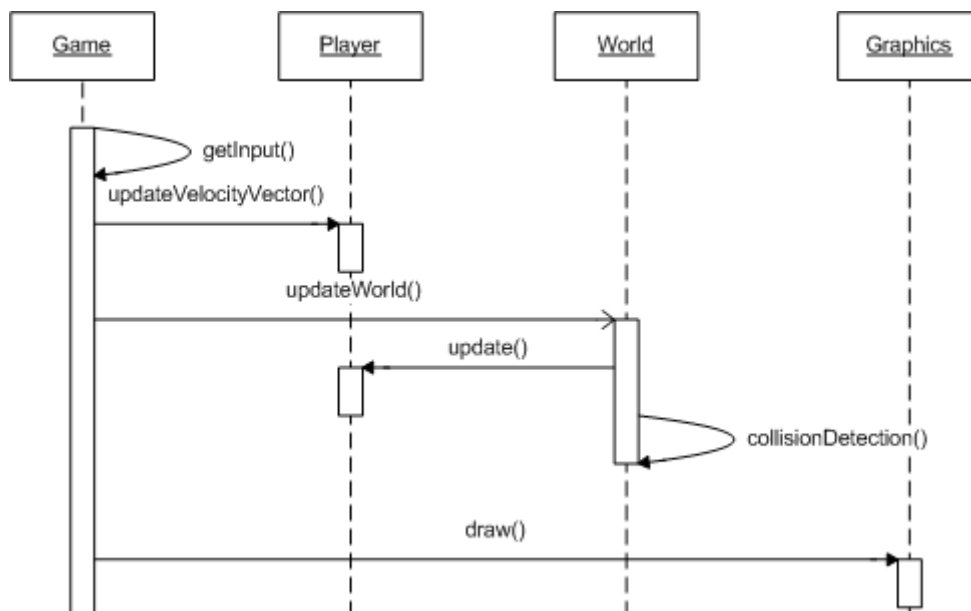 Game
Player
World
Graphics
getInput()
updateVelocityVector()
updateWorld()
update()
collisionDetection()
draw()